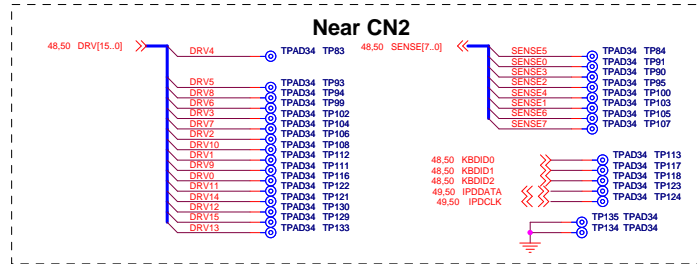 Near CN2
48,50 DRV[15..0]
DRV4 TPAD34 TP83
DRV5 TPAD34 TP93
DRV8 TPAD34 TP94
DRV6 TPAD34 TP99
DRV3 TPAD34 TP102
DRV7 TPAD34 TP104
DRV2 TPAD34 TP106
DRV10 TPAD34 TP108
DRV1 TPAD34 TP112
DRV9 TPAD34 TP111
DRV0 TPAD34 TP116
DRV11 TPAD34 TP122
DRV14 TPAD34 TP121
DRV12 TPAD34 TP130
DRV15 TPAD34 TP129
DRV13 TPAD34 TP133
48,50 SENSE[7..0]
SENSE5 TPAD34 TP84
SENSE0 TPAD34 TP91
SENSE3 TPAD34 TP90
SENSE2 TPAD34 TP95
SENSE4 TPAD34 TP100
SENSE1 TPAD34 TP103
SENSE6 TPAD34 TP105
SENSE7 TPAD34 TP107
48,50 KBDID0 TPAD34 TP113
48,50 KBDID1 TPAD34 TP117
48,50 KBDID2 TPAD34 TP118
49,50 IPDDATA TPAD34 TP123
49,50 IPDCLK TPAD34 TP124
TP135 TPAD34
TP134 TPAD34